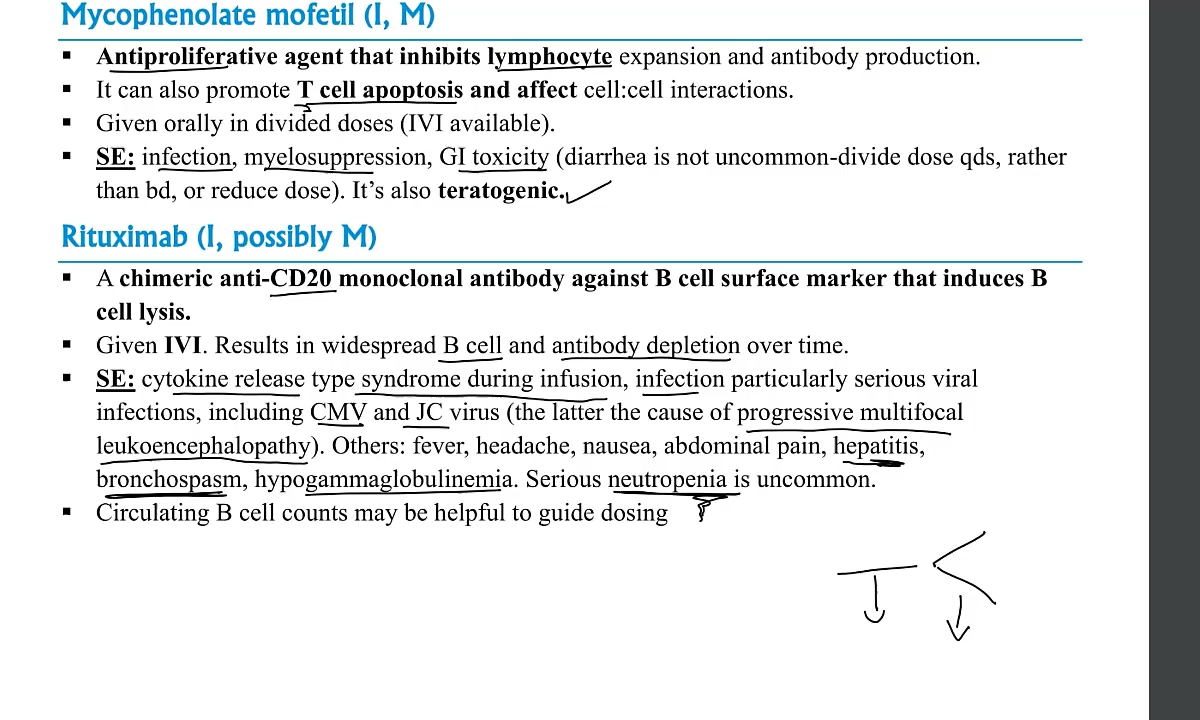 Mycophenolate mofetil (I, M)
▪ Antiproliferative agent that inhibits lymphocyte expansion and antibody production.
▪ It can also promote T cell apoptosis and affect cell:cell interactions.
▪ Given orally in divided doses (IVI available).
▪ SE: infection, myelosuppression, GI toxicity (diarrhea is not uncommon-divide dose qds, rather
than bd, or reduce dose). It's also teratogenic.
Rituximab (I, possibly M)
▪ A chimeric anti-CD20 monoclonal antibody against B cell surface marker that induces B
cell lysis.
▪ Given IVI. Results in widespread B cell and antibody depletion over time.
▪ SE: cytokine release type syndrome during infusion, infection particularly serious viral
infections, including CMV and JC virus (the latter the cause of progressive multifocal
leukoencephalopathy). Others: fever, headache, nausea, abdominal pain, hepatitis,
bronchospasm, hypogammaglobulinemia. Serious neutropenia is uncommon.
▪ Circulating B cell counts may be helpful to guide dosing